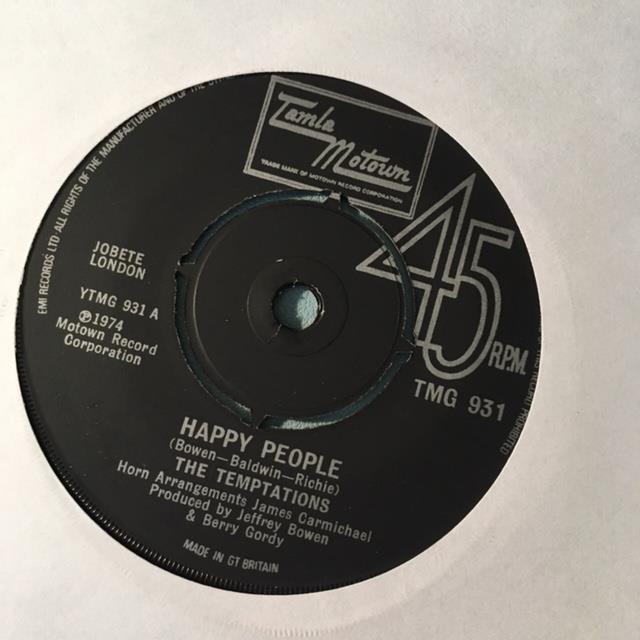 EMI RECORDS LTD ALL RIGHTS OF THE MANUFACTURER AND OF THE
Tamla
Motown
TRADE MARK OF MOTOWN RECORD CORPORATION
45
R.P.M.
TMG 931
JOBETE
LONDON
YTMG 931 A
℗1974
Motown Record
Corporation
HAPPY PEOPLE
(Bowen—Baldwin—Richie)
THE TEMPTATIONS
Horn Arrangements James Carmichael
Produced by Jeffrey Bowen
& Berry Gordy
MADE IN GT BRITAIN
RECORD PROHIBITED